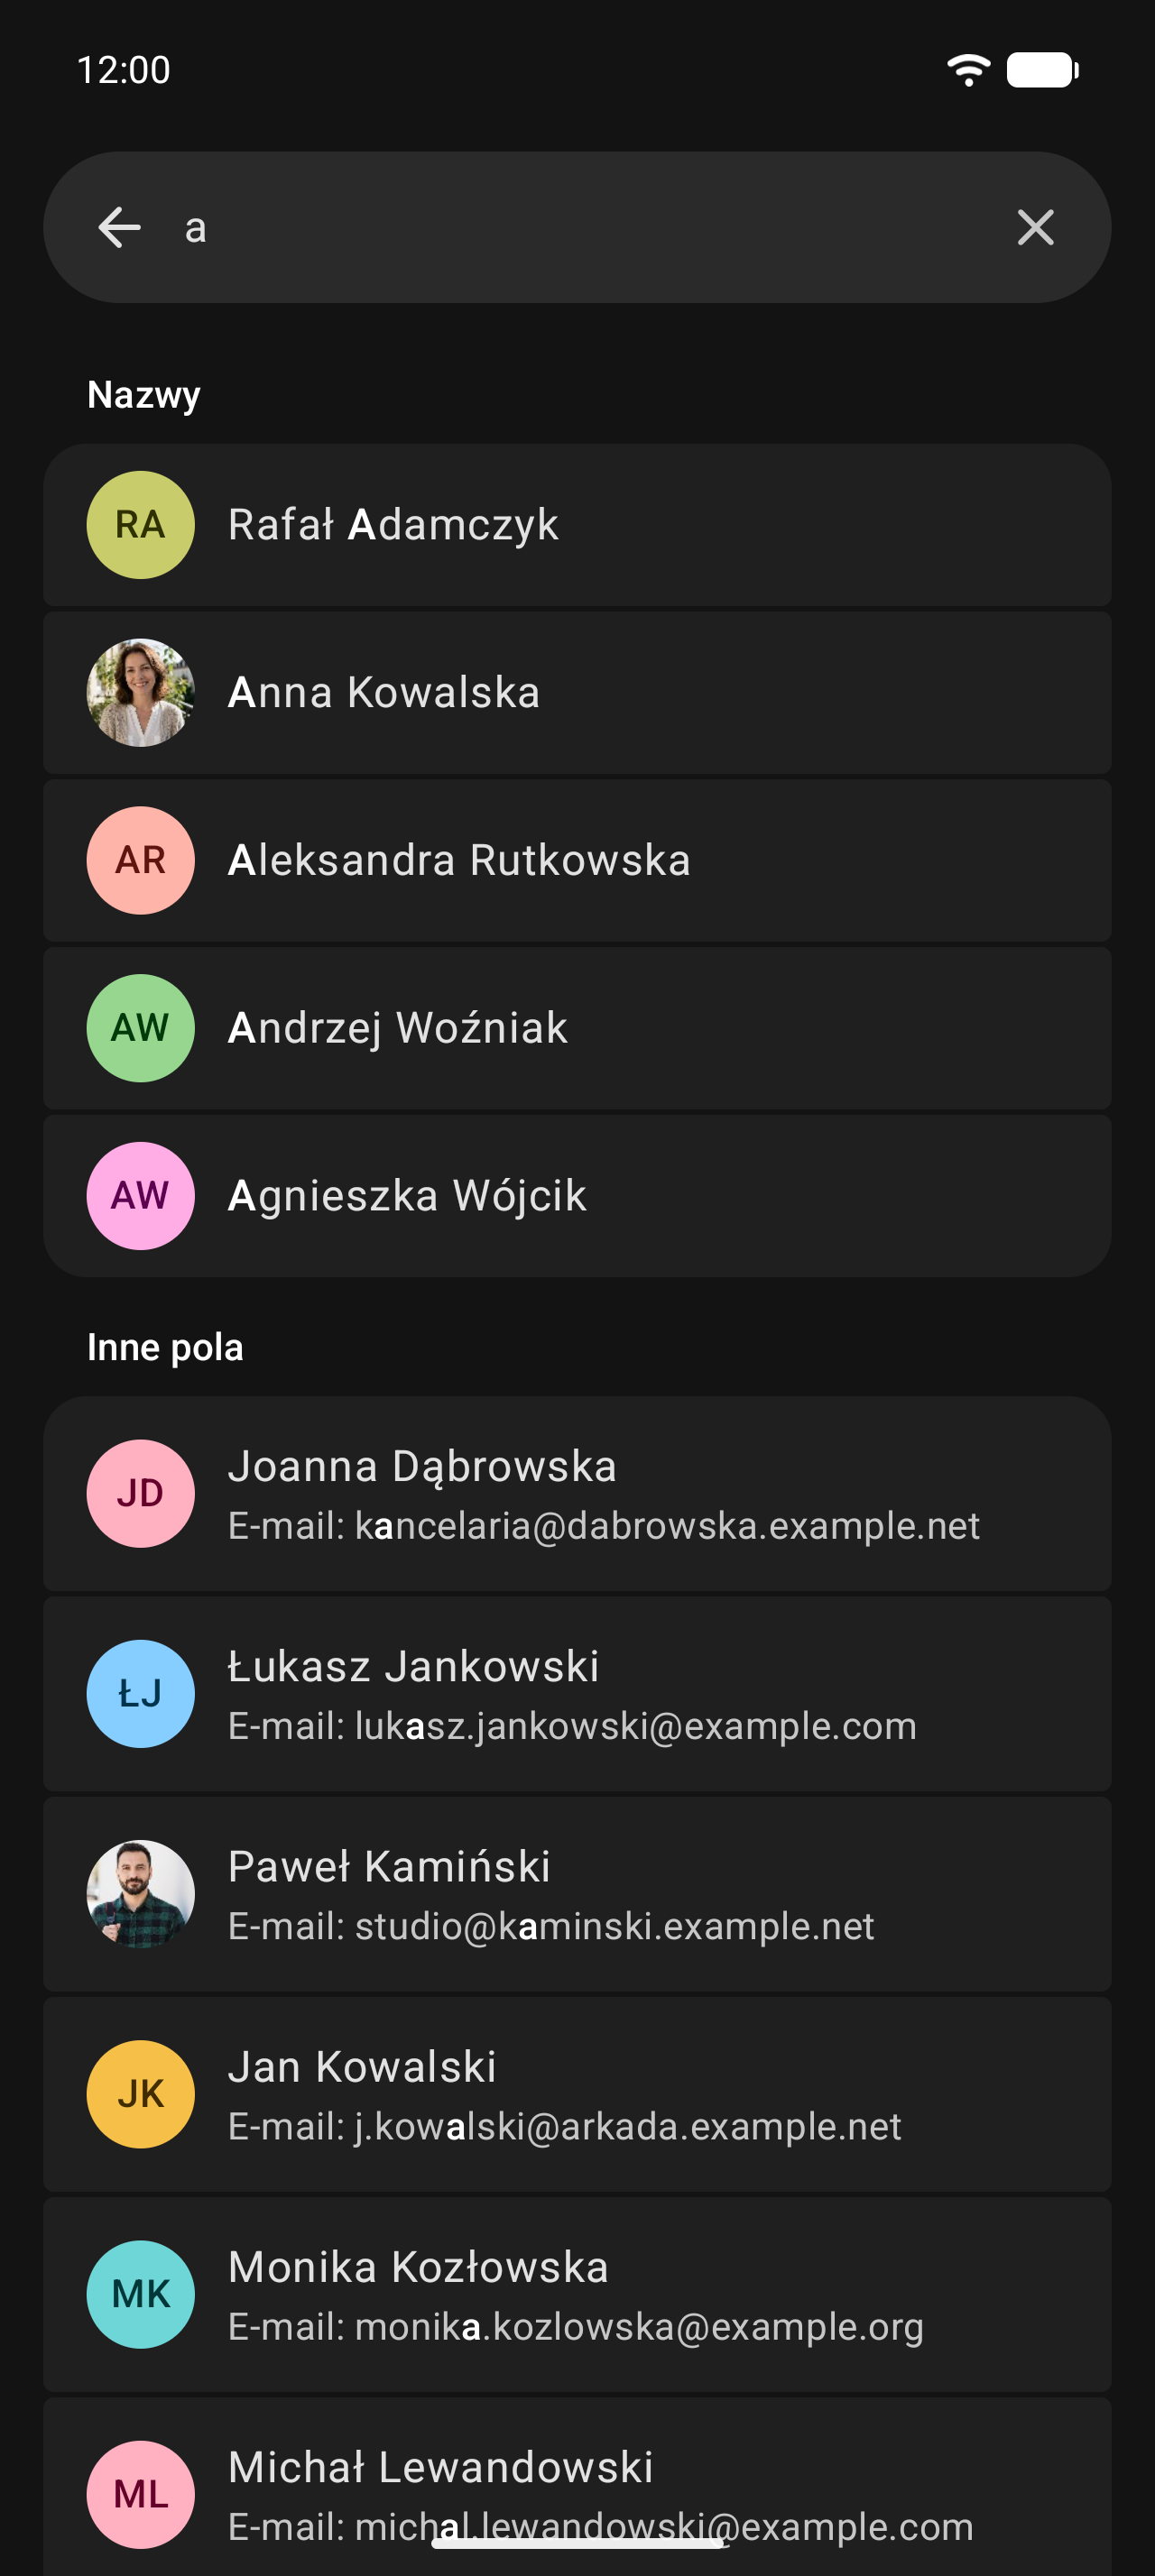 12:00
a
Nazwy
RA
Rafał Adamczyk
Anna Kowalska
AR
Aleksandra Rutkowska
AW
Andrzej Woźniak
AW
Agnieszka Wójcik
Inne pola
JD
Joanna Dąbrowska
E-mail: kancelaria@dabrowska.example.net
ŁJ
Łukasz Jankowski
E-mail: lukasz.jankowski@example.com
Paweł Kamiński
E-mail: studio@kaminski.example.net
JK
Jan Kowalski
E-mail: j.kowalski@arkada.example.net
MK
Monika Kozłowska
E-mail: monika.kozlowska@example.org
ML
Michał Lewandowski
E-mail: michal.lewandowski@example.com